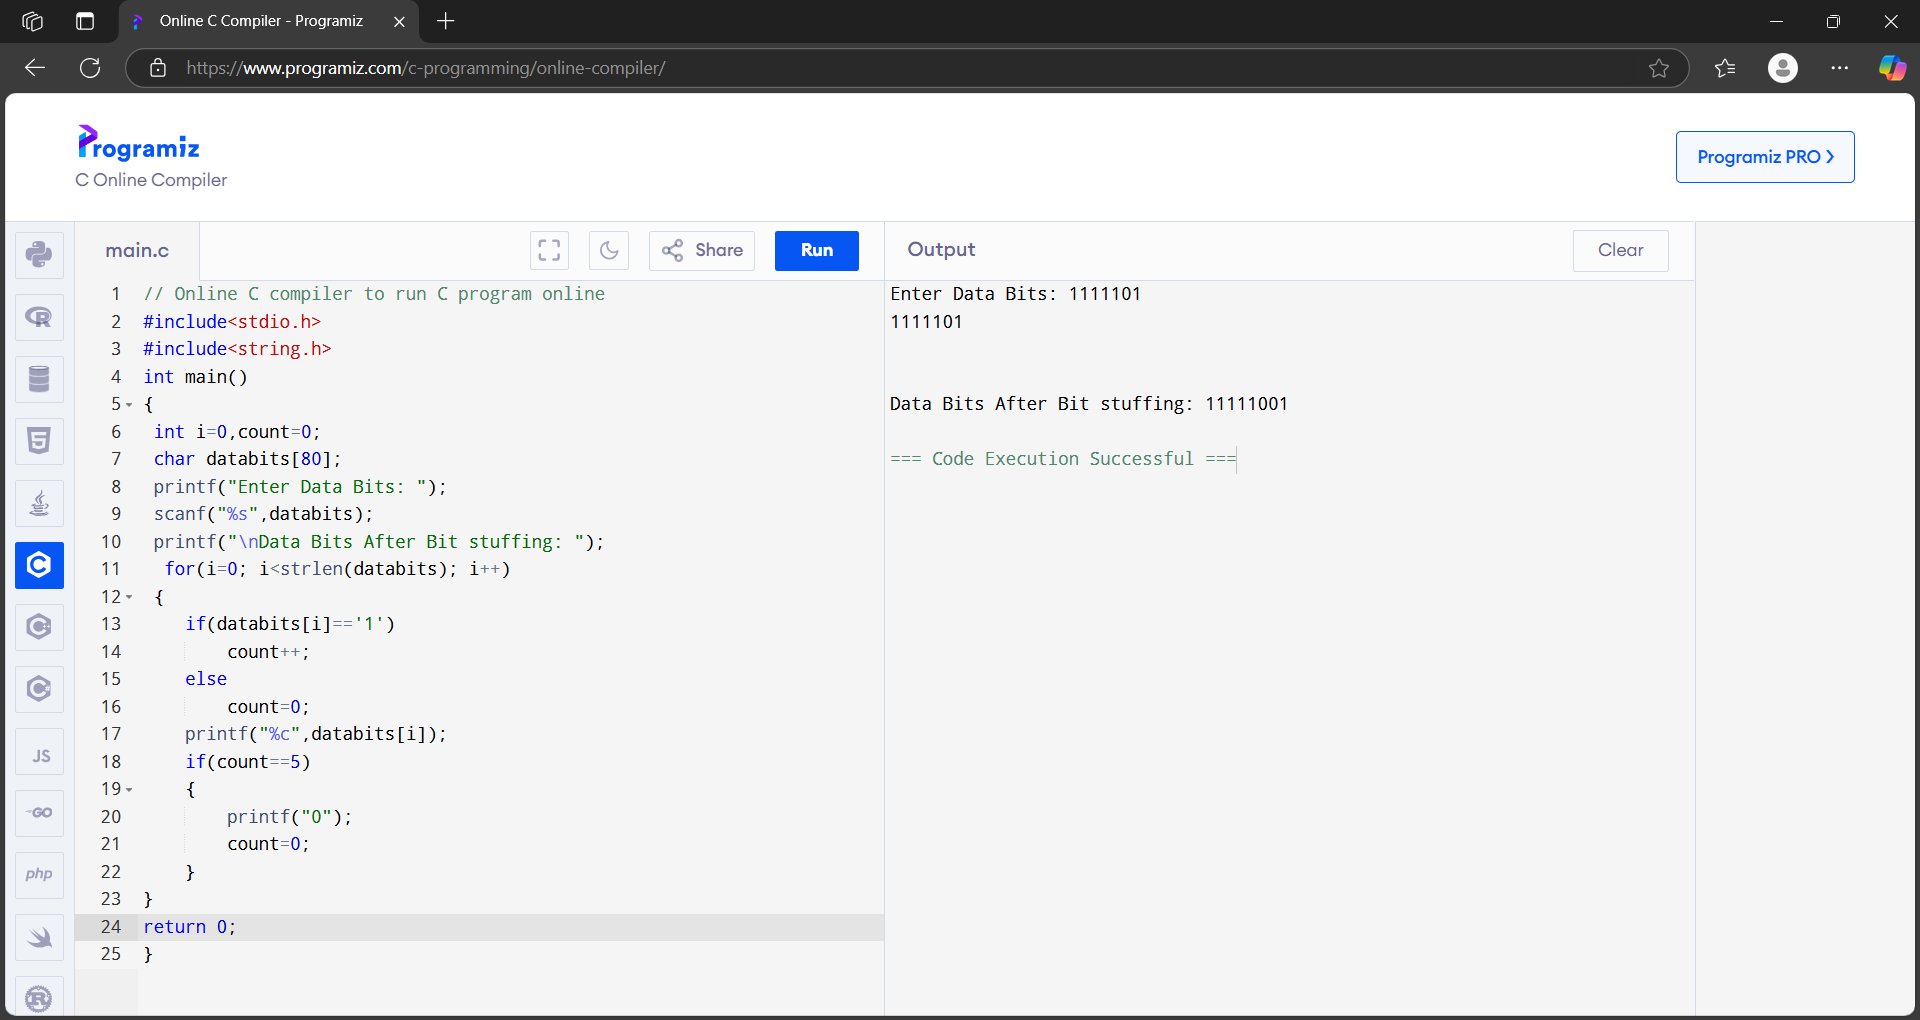 Online C Compiler - Programiz
https://www.programiz.com/c-programming/online-compiler/
Programiz
C Online Compiler
Programiz PRO
main.c
Share
Run
Output
Clear
1 // Online C compiler to run C program online
2 #include<stdio.h>
3 #include<string.h>
4 int main()
5 {
6 int i=0,count=0;
7 char databits[80];
8 printf("Enter Data Bits: ");
9 scanf("%s",databits);
10 printf("\nData Bits After Bit stuffing: ");
11 for(i=0; i<strlen(databits); i++)
12 {
13 if(databits[i]=='1')
14 count++;
15 else
16 count=0;
17 printf("%c",databits[i]);
18 if(count==5)
19 {
20 printf("0");
21 count=0;
22 }
23 }
24 return 0;
25 }
Enter Data Bits: 1111101
1111101
Data Bits After Bit stuffing: 11111001
=== Code Execution Successful ===
R
5
C
C
C
JS
GO
php
R